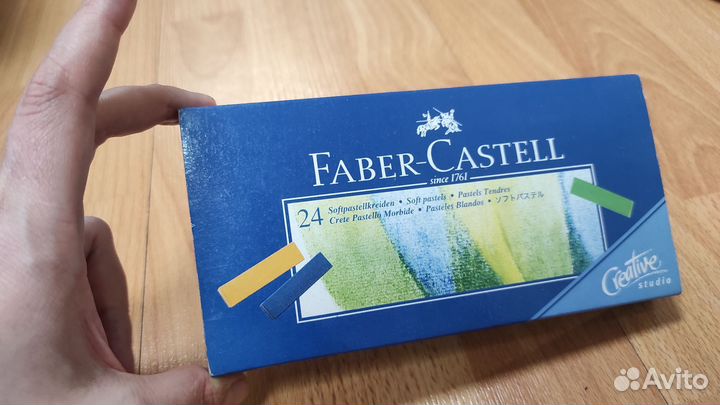 FABER-CASTELL
since 1761
24 Softpastellkreiden • Soft pastels • Pastels Tendres
Crete Pastello Morbide • Pasteles Blandos • ソフトパステル
Creative
studio
Avito